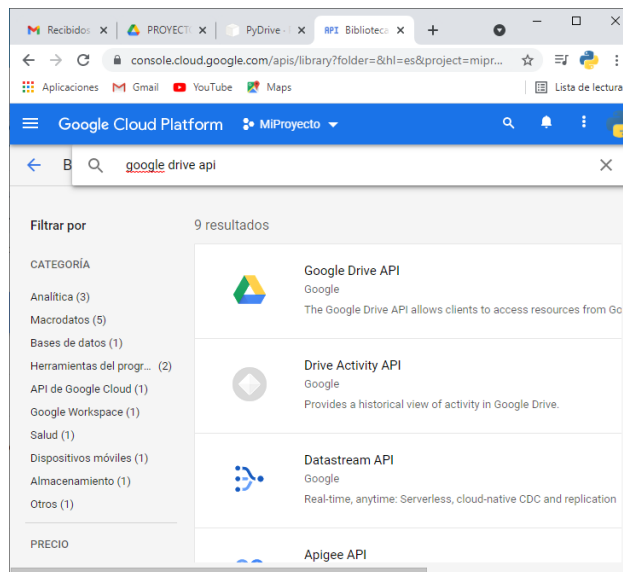 Recibidos
PROYECT
PyDrive -
API Biblioteca
console.cloud.google.com/apis/library?folder=&hl=es&project=mipr...
Aplicaciones
Gmail
YouTube
Maps
Lista de lectura
Google Cloud Platform
MiProyecto
B
google drive api
Filtrar por
9 resultados
CATEGORÍA
Analítica (3)
Macrodatos (5)
Bases de datos (1)
Herramientas del progr... (2)
API de Google Cloud (1)
Google Workspace (1)
Salud (1)
Dispositivos móviles (1)
Almacenamiento (1)
Otros (1)
PRECIO
Google Drive API
Google
The Google Drive API allows clients to access resources from Go
Drive Activity API
Google
Provides a historical view of activity in Google Drive.
Datastream API
Google
Real-time, anytime: Serverless, cloud-native CDC and replication
Apigee API